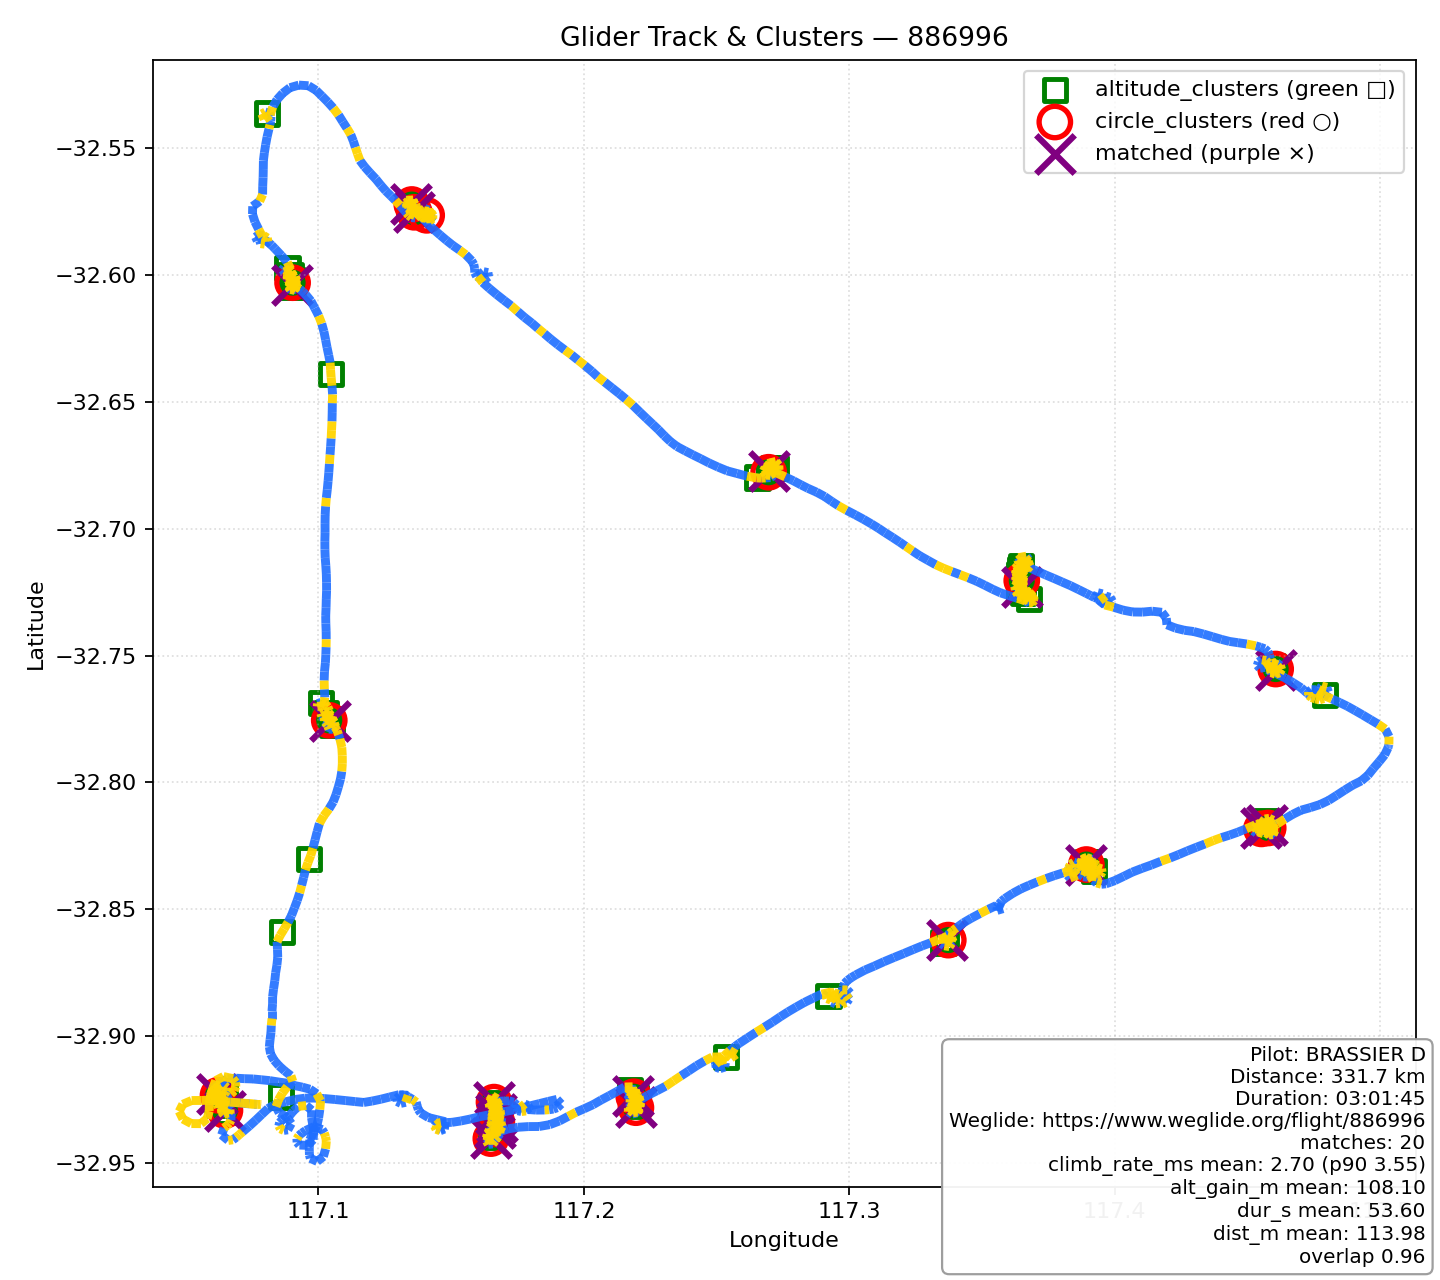 Glider Track & Clusters — 886996
altitude_clusters (green □)
circle_clusters (red ○)
matched (purple ×)
Latitude
−32.55
−32.60
−32.65
−32.70
−32.75
−32.80
−32.85
−32.90
−32.95
117.1
117.2
117.3
117.4
Longitude
Pilot: BRASSIER D
Distance: 331.7 km
Duration: 03:01:45
Weglide: https://www.weglide.org/flight/886996
matches: 20
climb_rate_ms mean: 2.70 (p90 3.55)
alt_gain_m mean: 108.10
dur_s mean: 53.60
dist_m mean: 113.98
overlap 0.96